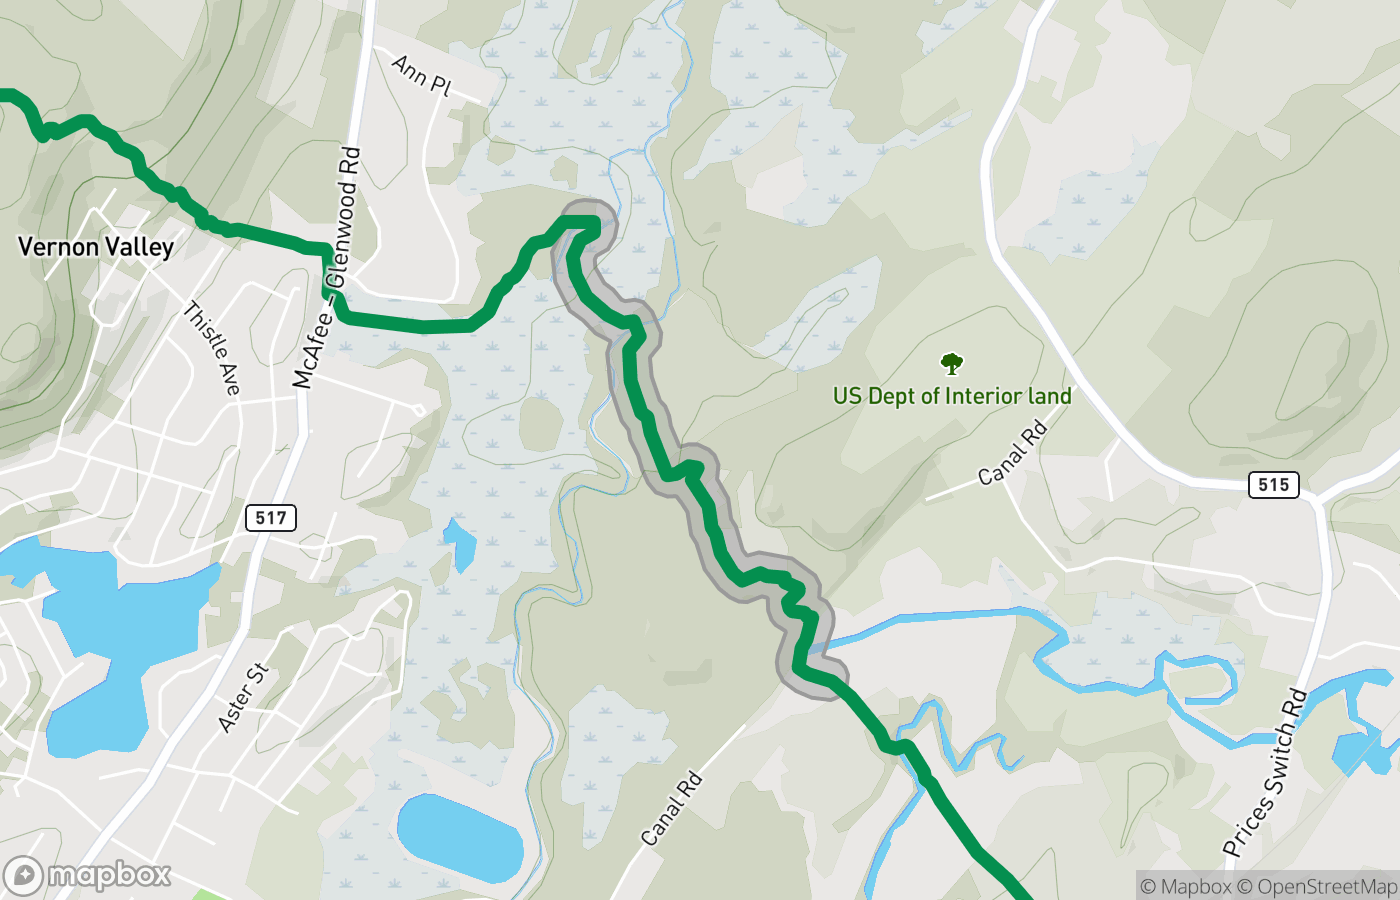 Ann Pl
McAfee – Glenwood Rd
Vernon Valley
Thistle Ave
US Dept of Interior land
Canal Rd
515
517
Aster St
Prices Switch Rd
Canal Rd
mapbox
© Mapbox © OpenStreetMap